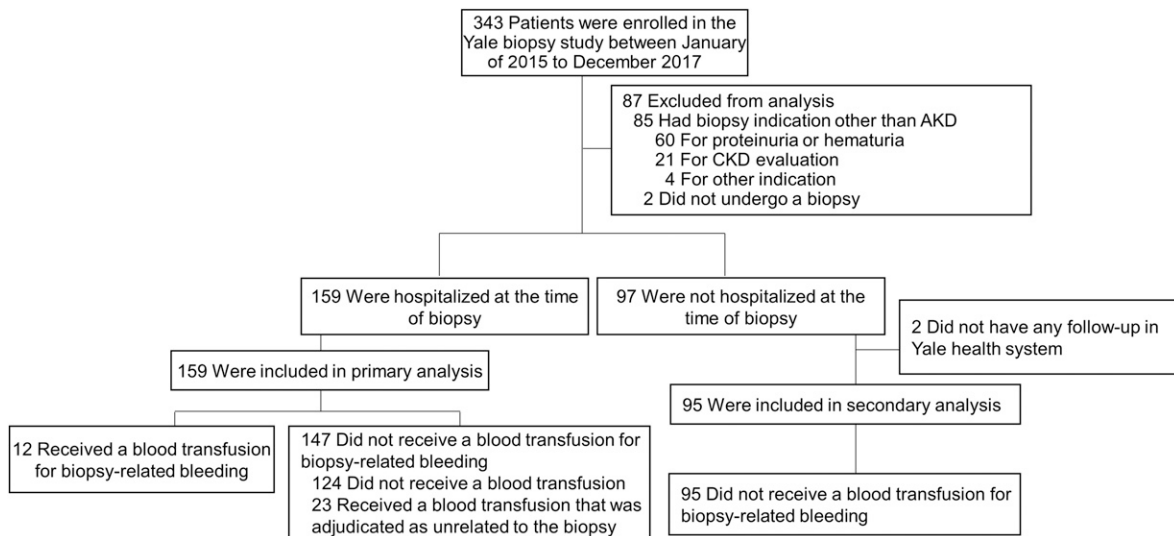 343 Patients were enrolled in the
Yale biopsy study between January
of 2015 to December 2017
87 Excluded from analysis
85 Had biopsy indication other than AKD
60 For proteinuria or hematuria
21 For CKD evaluation
4 For other indication
2 Did not undergo a biopsy
159 Were hospitalized at the time
of biopsy
97 Were not hospitalized at the
time of biopsy
2 Did not have any follow-up in
Yale health system
159 Were included in primary analysis
95 Were included in secondary analysis
12 Received a blood transfusion
for biopsy-related bleeding
147 Did not receive a blood transfusion for
biopsy-related bleeding
124 Did not receive a blood transfusion
23 Received a blood transfusion that was
adjudicated as unrelated to the biopsy
95 Did not receive a blood transfusion for
biopsy-related bleeding